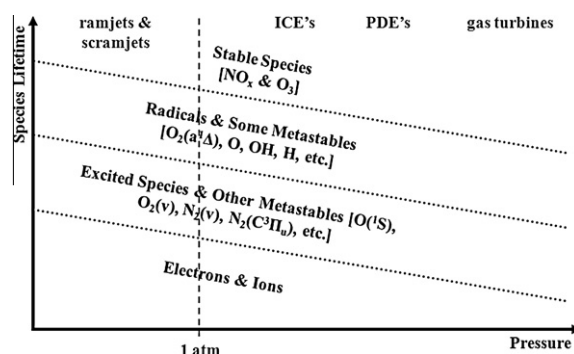 ramjets &
scramjets
ICE's
PDE's
gas turbines
Species Lifetime
Stable Species
[NOx & O3]
Radicals & Some Metastables
[O2(a¹Δ), O, OH, H, etc.]
Excited Species & Other Metastables [O(¹S),
O2(v), N2(v), N2(C³Πu), etc.]
Electrons & Ions
Pressure
1 atm